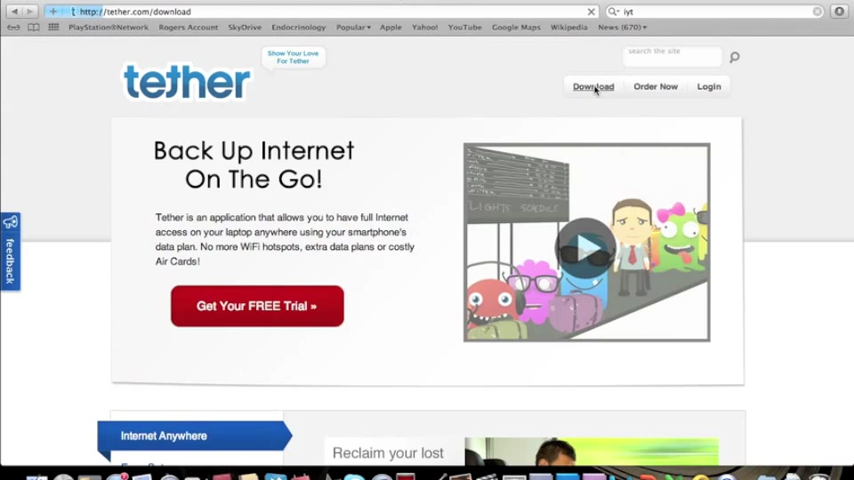 http://tether.com/download
iyt
PlayStation®Network
Rogers Account
SkyDrive
Endocrinology
Popular
Apple
Yahoo!
YouTube
Google Maps
Wikipedia
News (670)
Show Your Love
For Tether
search the site
tether
Download
Order Now
Login
Back Up Internet
On The Go!
Tether is an application that allows you to have full Internet
access on your laptop anywhere using your smartphone's
data plan. No more WiFi hotspots, extra data plans or costly
Air Cards!
LIGHTS SCHEDULE
feedback
Get Your FREE Trial »
Internet Anywhere
Reclaim your lost